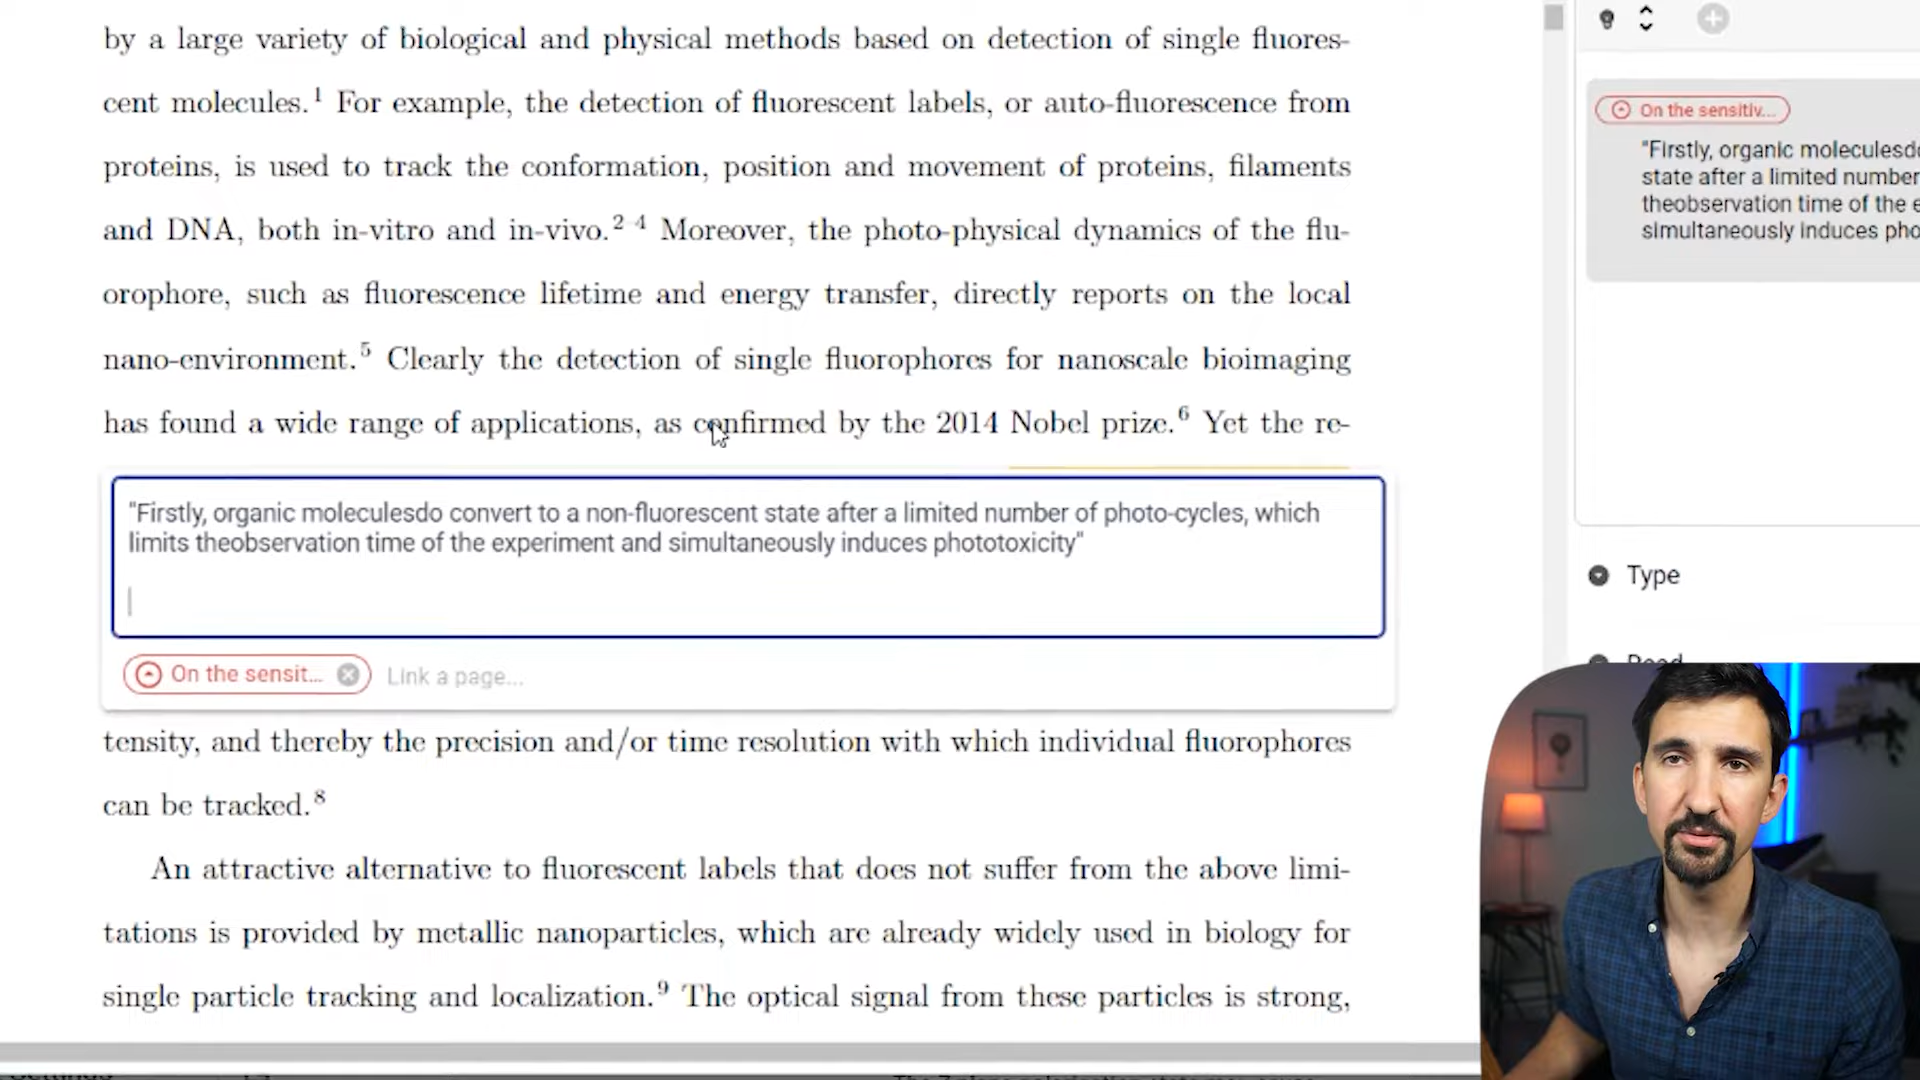 by a large variety of biological and physical methods based on detection of single fluores-
cent molecules.1 For example, the detection of fluorescent labels, or auto-fluorescence from
proteins, is used to track the conformation, position and movement of proteins, filaments
and DNA, both in-vitro and in-vivo.2–4 Moreover, the photo-physical dynamics of the flu-
orophore, such as fluorescence lifetime and energy transfer, directly reports on the local
nano-environment.5 Clearly the detection of single fluorophores for nanoscale bioimaging
has found a wide range of applications, as confirmed by the 2014 Nobel prize.6 Yet the re-
"Firstly, organic moleculesdo convert to a non-fluorescent state after a limited number of photo-cycles, which
limits theobservation time of the experiment and simultaneously induces phototoxicity"
On the sensit... Link a page...
tensity, and thereby the precision and/or time resolution with which individual fluorophores
can be tracked.8
An attractive alternative to fluorescent labels that does not suffer from the above limi-
tations is provided by metallic nanoparticles, which are already widely used in biology for
single particle tracking and localization.9 The optical signal from these particles is strong,
On the sensitiv...
"Firstly, organic moleculesdo
state after a limited number
theobservation time of the e
simultaneously induces pho
Type